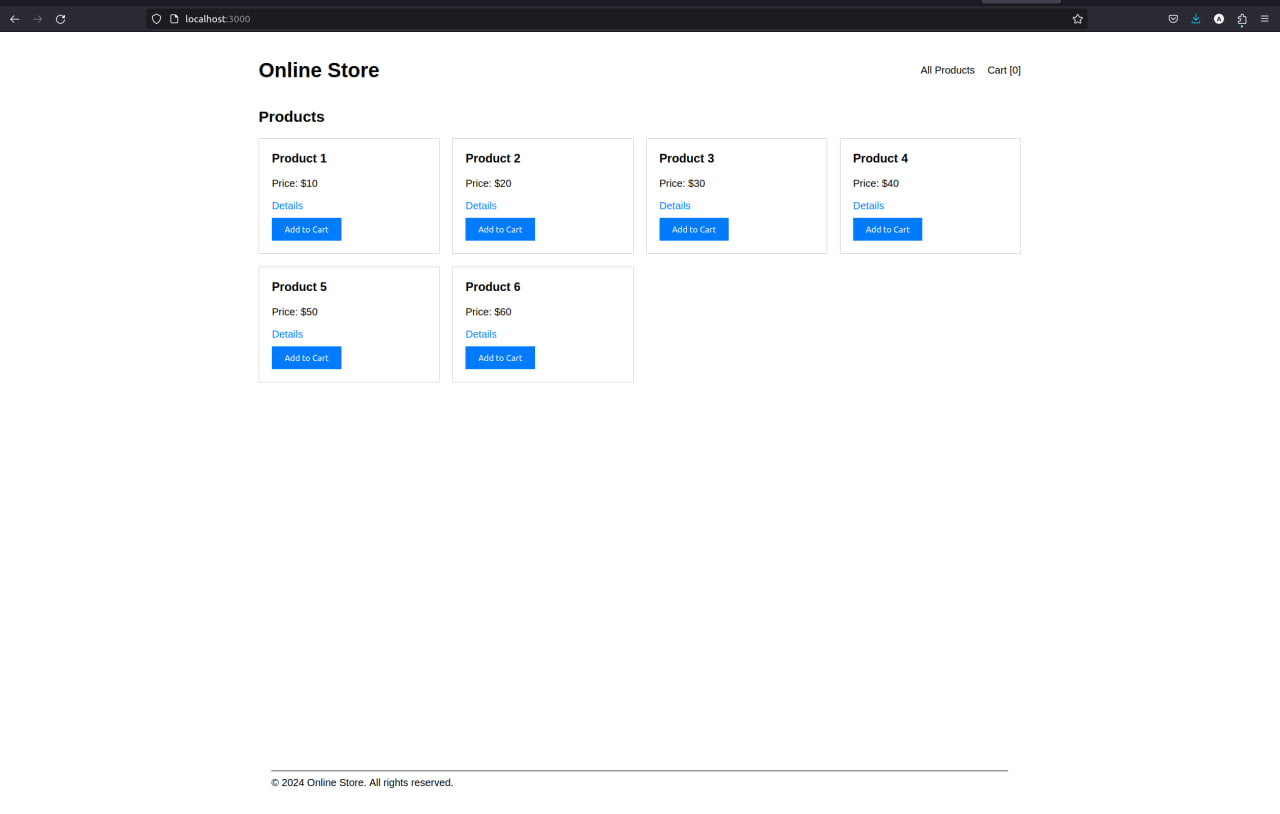 localhost:3000
Online Store
All Products Cart [0]
Products
Product 1
Price: $10
Details
Add to Cart
Product 2
Price: $20
Details
Add to Cart
Product 3
Price: $30
Details
Add to Cart
Product 4
Price: $40
Details
Add to Cart
Product 5
Price: $50
Details
Add to Cart
Product 6
Price: $60
Details
Add to Cart
© 2024 Online Store. All rights reserved.